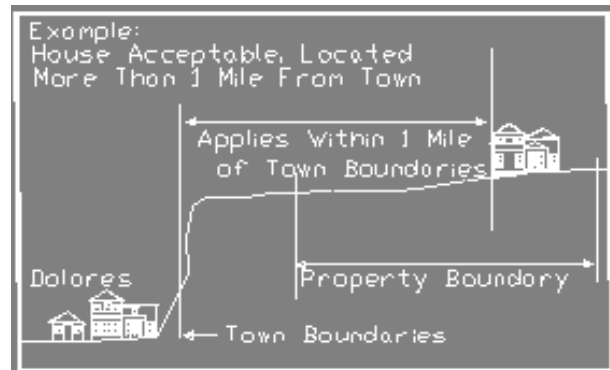 Example:
House Acceptable, Located
More Than 1 Mile From Town
Applies Within 1 Mile
of Town Boundaries
Dolores
Property Boundary
Town Boundaries